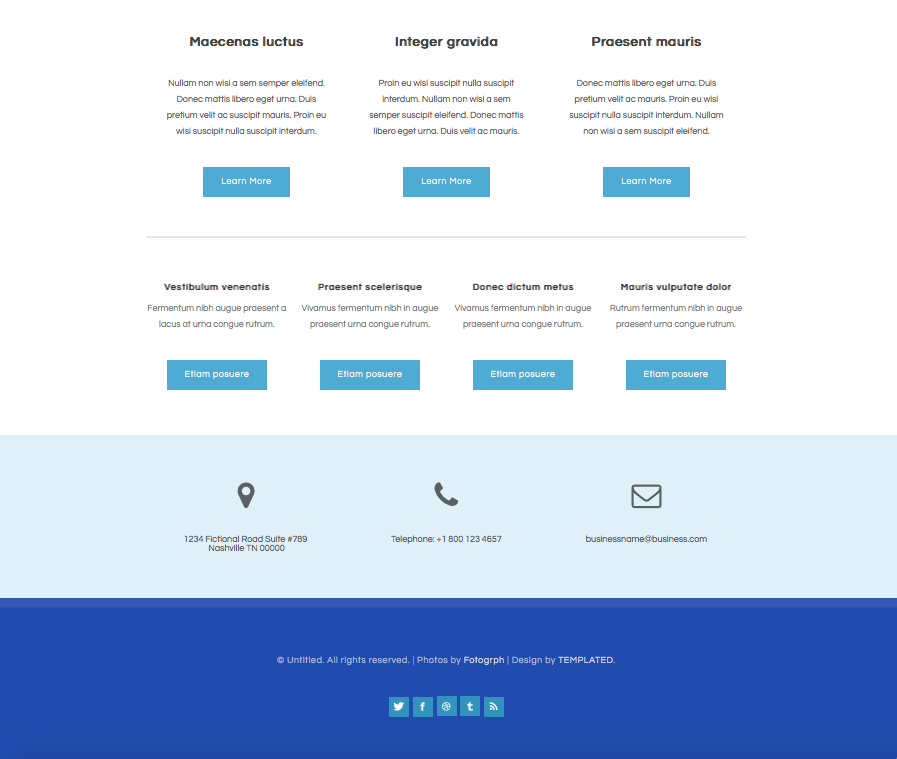 Maecenas luctus
Nullam non wisi a sem semper eleifend.
Donec mattis libero eget urna. Duis
pretium velit ac suscipit mauris. Proin eu
wisi suscipit nulla suscipit interdum.
Learn More
Integer gravida
Proin eu wisi suscipit nulla suscipit
interdum. Nullam non wisi a sem
semper suscipit eleifend. Donec mattis
libero eget urna. Duis velit ac mauris.
Learn More
Praesent mauris
Donec mattis libero eget urna. Duis
pretium velit ac mauris. Proin eu wisi
suscipit nulla suscipit interdum. Nullam
non wisi a sem suscipit eleifend.
Learn More
Vestibulum venenatis
Fermentum nibh augue praesent a
lacus at urna congue rutrum.
Etiam posuere
Praesent scelerisque
Vivamus fermentum nibh in augue
praesent urna congue rutrum.
Etiam posuere
Donec dictum metus
Vivamus fermentum nibh in augue
praesent urna congue rutrum.
Etiam posuere
Mauris vulputate dolor
Rutrum fermentum nibh in augue
praesent urna congue rutrum.
Etiam posuere
1234 Fictional Road Suite #789
Nashville TN 00000
Telephone: +1 800 123 4657
businessname@business.com
© Untitled. All rights reserved. | Photos by Fotogrph | Design by TEMPLATED.